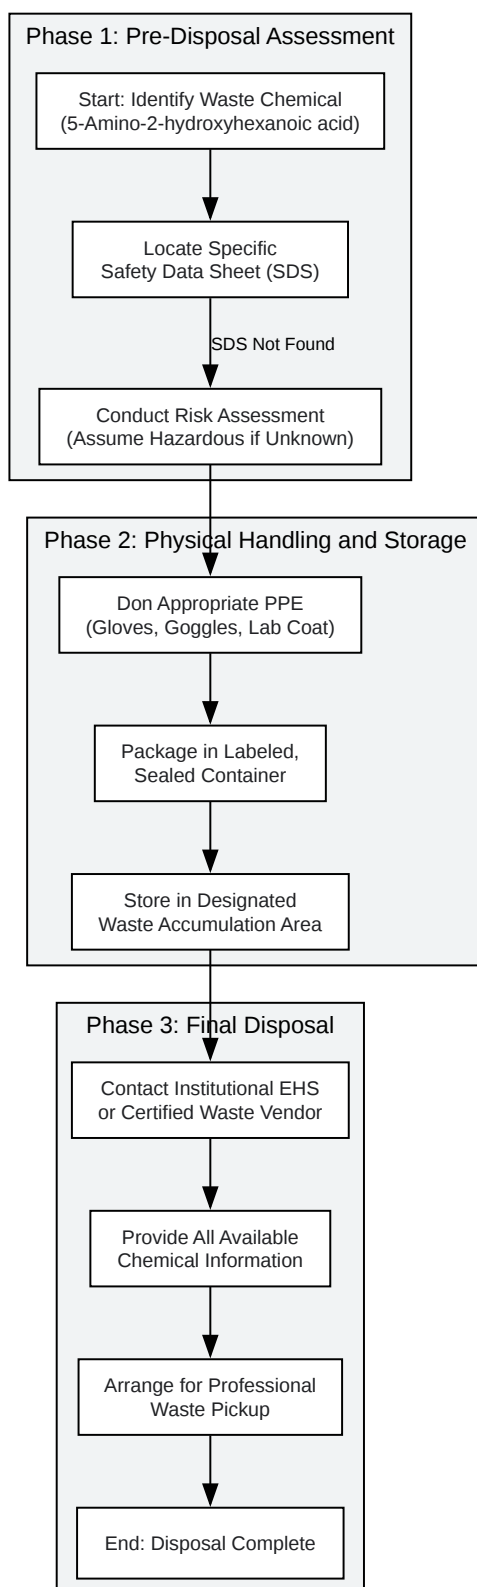 Phase 1: Pre-Disposal Assessment
Start: Identify Waste Chemical
(5-Amino-2-hydroxyhexanoic acid)
Locate Specific
Safety Data Sheet (SDS)
SDS Not Found
Conduct Risk Assessment
(Assume Hazardous if Unknown)
Phase 2: Physical Handling and Storage
Don Appropriate PPE
(Gloves, Goggles, Lab Coat)
Package in Labeled,
Sealed Container
Store in Designated
Waste Accumulation Area
Phase 3: Final Disposal
Contact Institutional EHS
or Certified Waste Vendor
Provide All Available
Chemical Information
Arrange for Professional
Waste Pickup
End: Disposal Complete